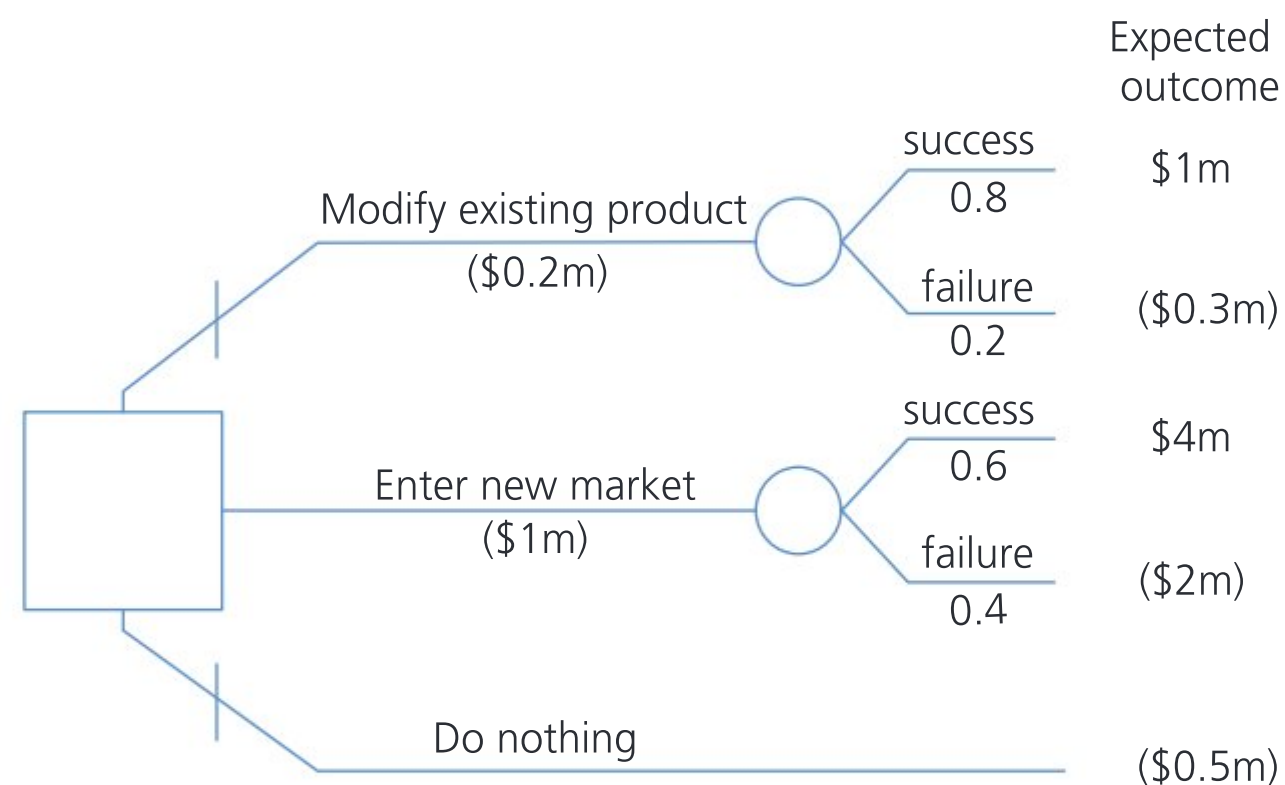 Expected
outcome
success
0.8
$1m
Modify existing product
($0.2m)
failure
0.2
($0.3m)
success
0.6
$4m
Enter new market
($1m)
failure
0.4
($2m)
Do nothing
($0.5m)